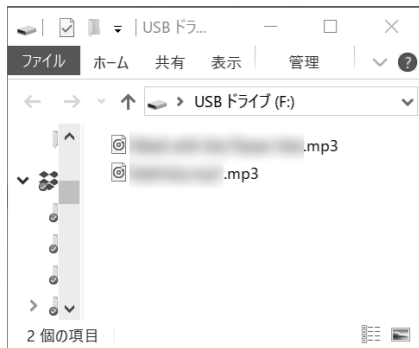 USB ドラ...
ファイル ホーム 共有 表示 管理
USB ドライブ (F:)
.mp3
.mp3
2 個の項目